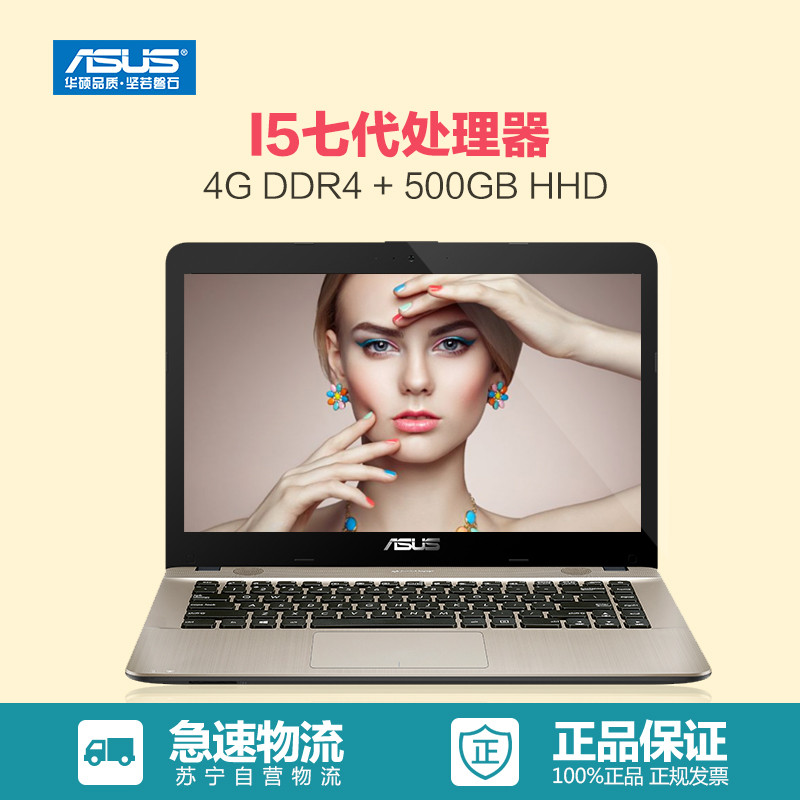 ASUS®
华硕品质·坚若磐石
I5七代处理器
4G DDR4 + 500GB HHD
ASUS
急速物流
苏宁自营物流
正
正品保证
100%正品 正规发票